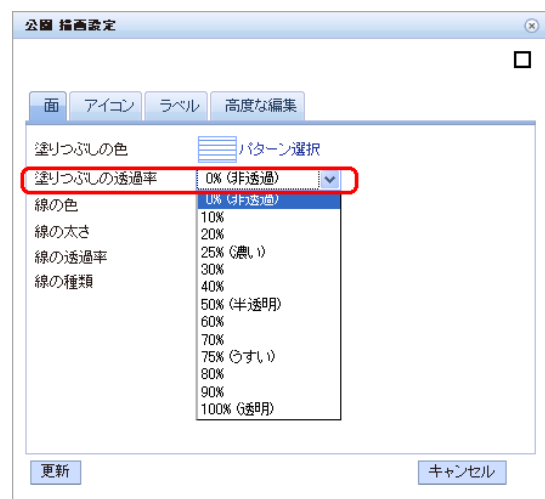 公園 描画設定
面 アイコン ラベル 高度な編集
塗りつぶしの色 パターン選択
塗りつぶしの透過率 0% (非透過)
線の色
線の太さ
線の透過率
線の種類
0% (非透過)
10%
20%
25% (濃い)
30%
40%
50% (半透明)
60%
70%
75% (うすい)
80%
90%
100% (透明)
更新 キャンセル